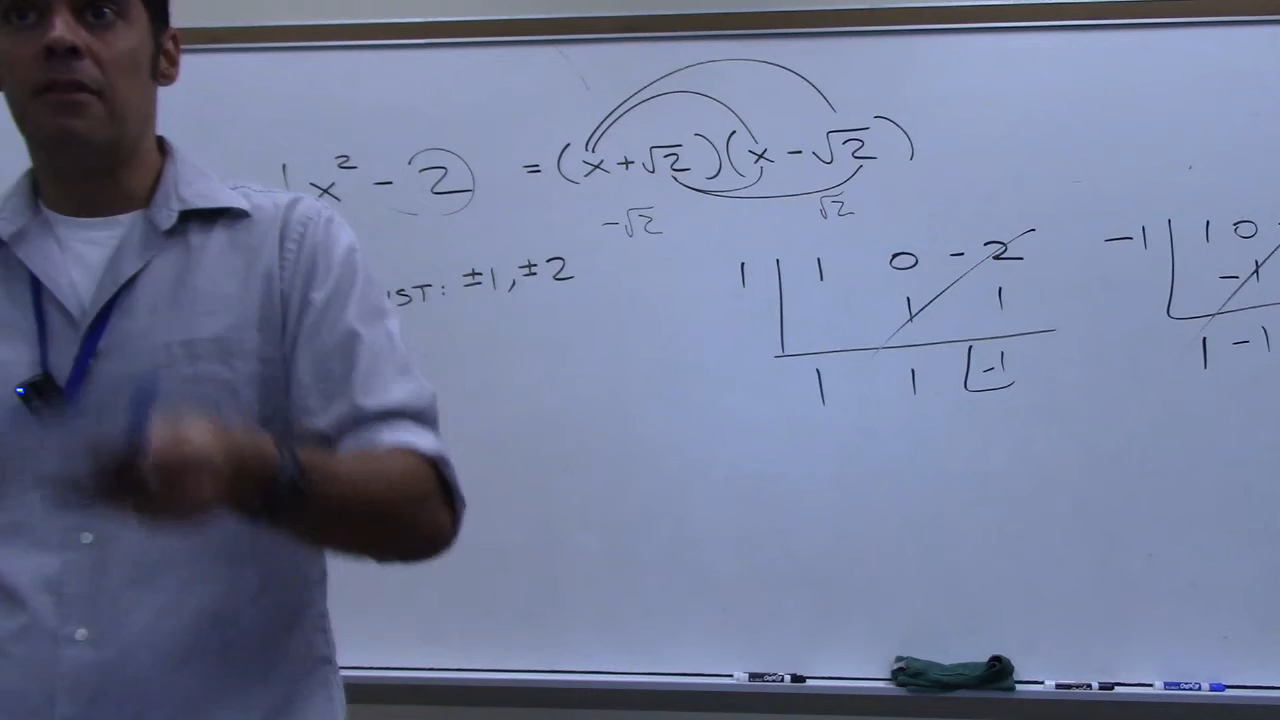 1x² - 2 = (x + √2)(x - √2)
-√2 √2
IST: ±1, ±2
1 | 1 0 -2
1 1
1 1 -1
-1 | 1 0
-1
1 -1